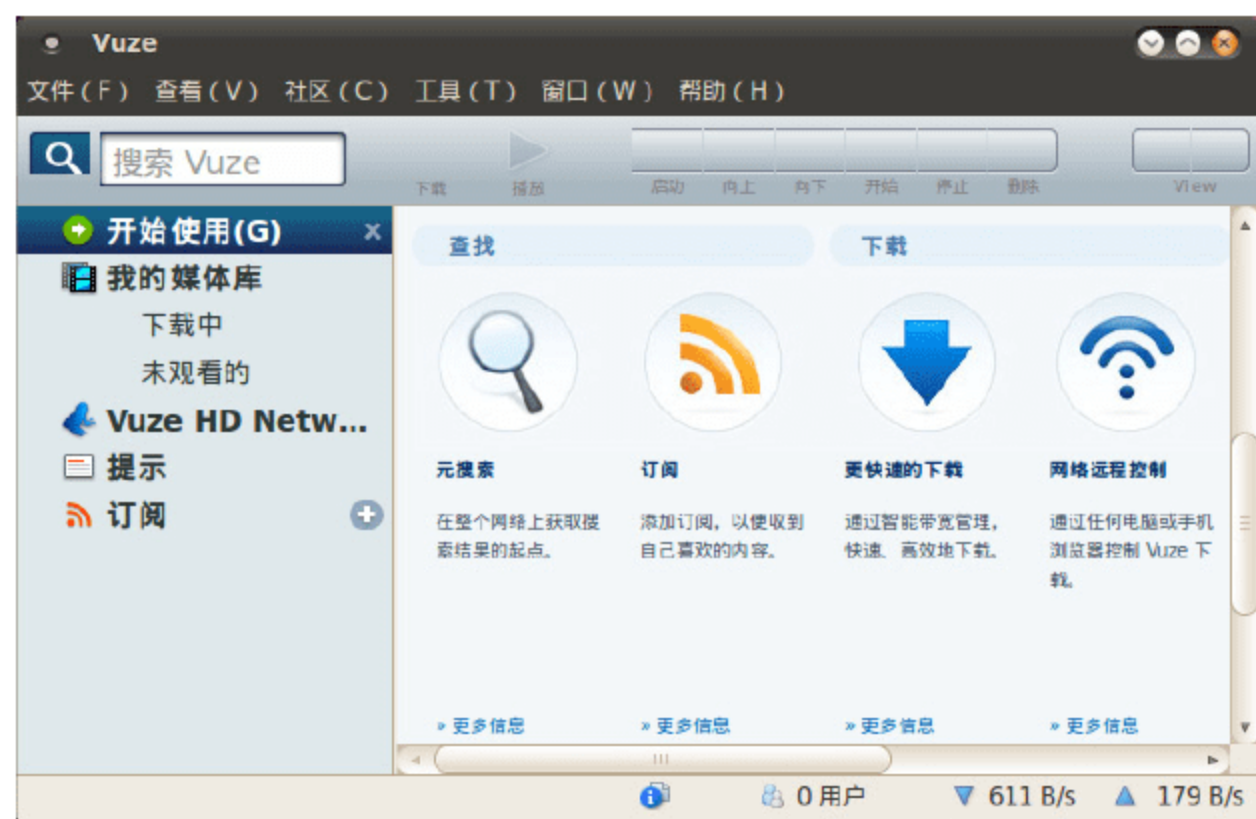 Vuze
文件(F) 查看(V) 社区(C) 工具(T) 窗口(W) 帮助(H)
搜索 Vuze
下载 播放 启动 向上 向下 开始 停止 删除 View
开始使用(G)
我的媒体库
下载中
未观看的
Vuze HD Netw...
提示
订阅
查找 下载
元搜索 订阅 更快速的下载 网络远程控制
在整个网络上获取搜 添加订阅，以便收到 通过智能带宽管理， 通过任何电脑或手机
索结果的起点。 自己喜欢的内容。 快速、高效地下载。 浏览器控制 Vuze 下
载。
» 更多信息 » 更多信息 » 更多信息 » 更多信息
0 用户 611 B/s 179 B/s